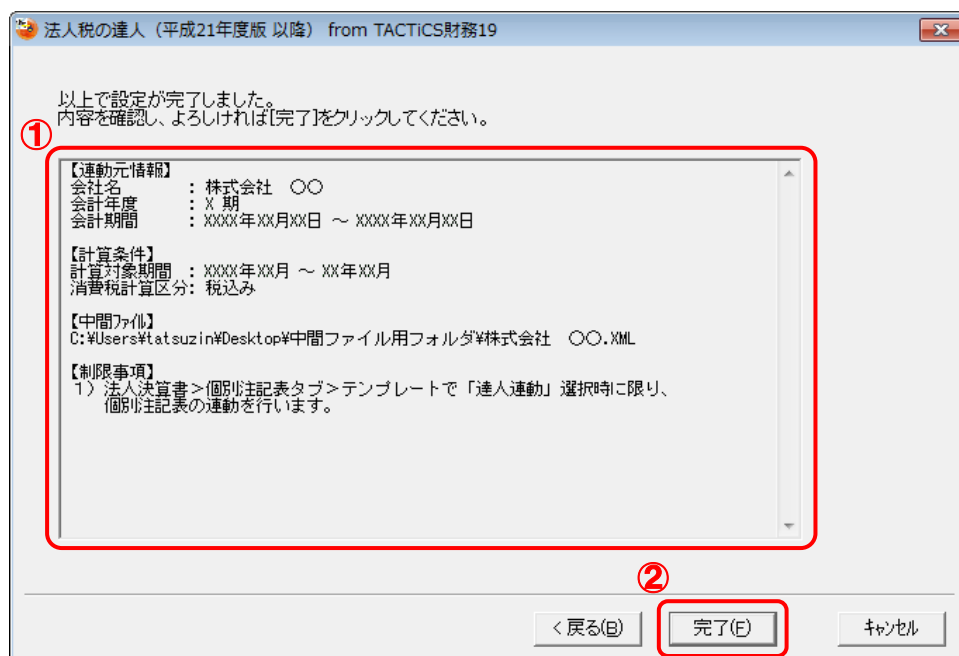 法人税の達人（平成21年度版 以降） from TACTiCS財務19
以上で設定が完了しました。
内容を確認し、よろしければ[完了]をクリックしてください。
①
【連動元情報】
会社名 : 株式会社 〇〇
会計年度 : X 期
会計期間 : XXXX年XX月XX日 ～ XXXX年XX月XX日
【計算条件】
計算対象期間 : XXXX年XX月 ～ XX年XX月
消費税計算区分: 税込み
【中間ﾌｧｲﾙ】
C:¥Users¥tatsuzin¥Desktop¥中間ファイル用フォルダ¥株式会社 〇〇.XML
【制限事項】
1）法人決算書>個別注記表タブ>テンプレートで「達人連動」選択時に限り、
個別注記表の連動を行います。
②
< 戻る(B) 完了(F) ｷｬﾝｾﾙ